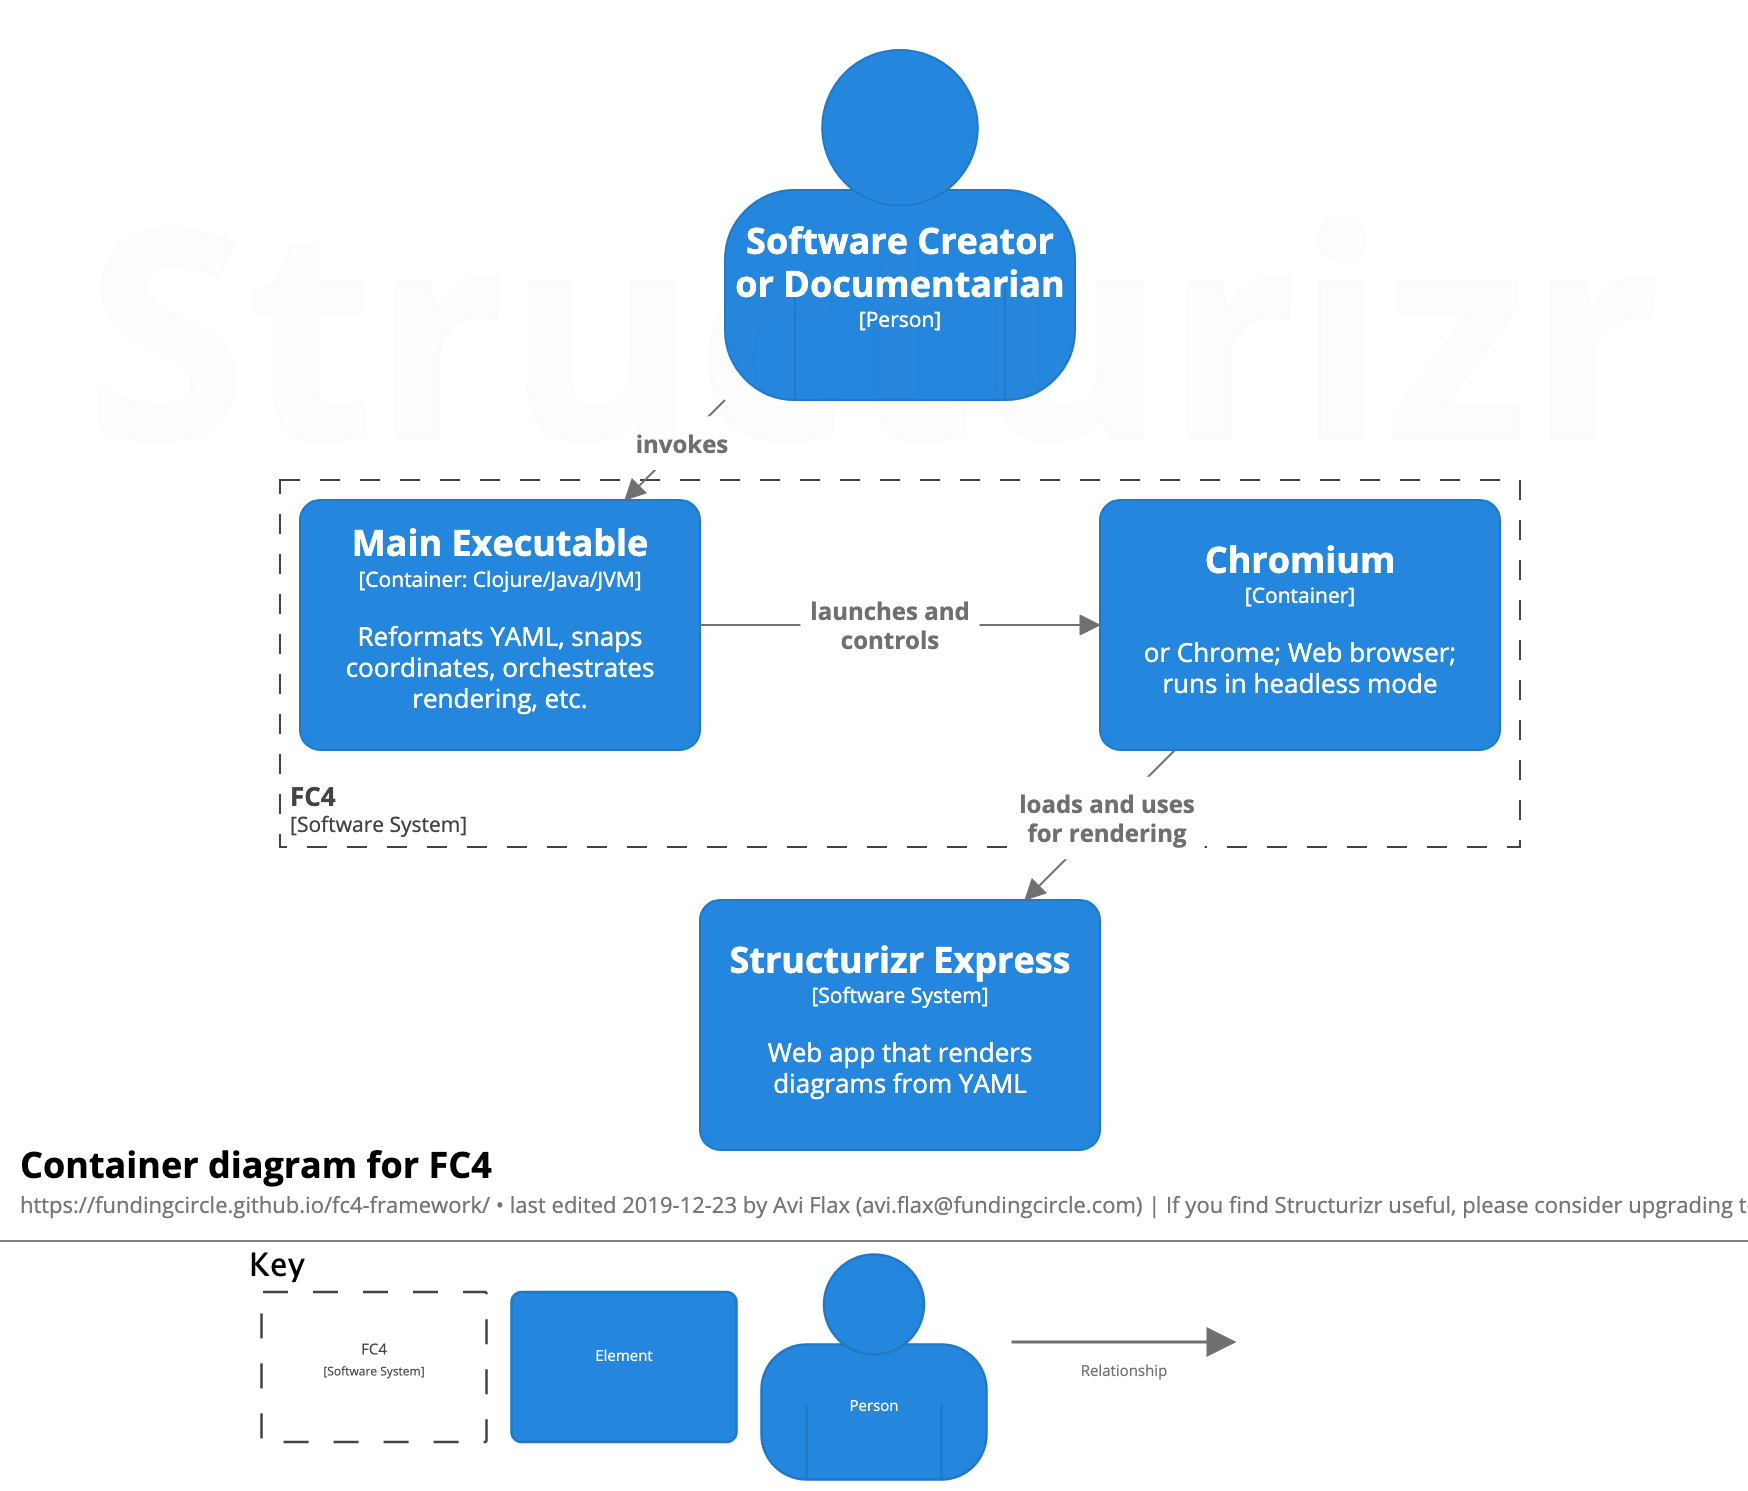 Structurizr
Software Creator
or Documentarian
[Person]
invokes
Main Executable
[Container: Clojure/Java/JVM]
Reformats YAML, snaps
coordinates, orchestrates
rendering, etc.
launches and
controls
Chromium
[Container]
or Chrome; Web browser;
runs in headless mode
FC4
[Software System]
loads and uses
for rendering
Structurizr Express
[Software System]
Web app that renders
diagrams from YAML
Container diagram for FC4
https://fundingcircle.github.io/fc4-framework/ • last edited 2019-12-23 by Avi Flax (avi.flax@fundingcircle.com) | If you find Structurizr useful, please consider upgrading
Key
FC4
[Software System]
Element
Person
Relationship